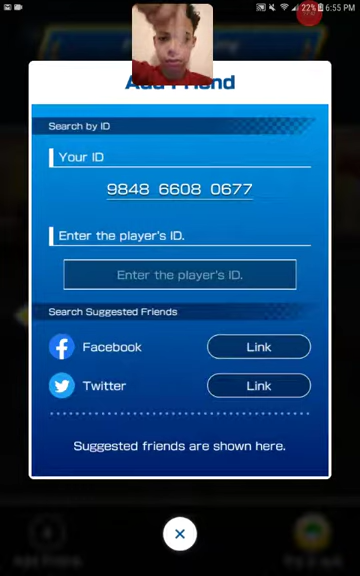 22% 6:55 PM
Add Friend
Search by ID
Your ID
9848 6608 0677
Enter the player's ID.
Enter the player's ID.
Search Suggested Friends
Facebook Link
Twitter Link
Suggested friends are shown here.